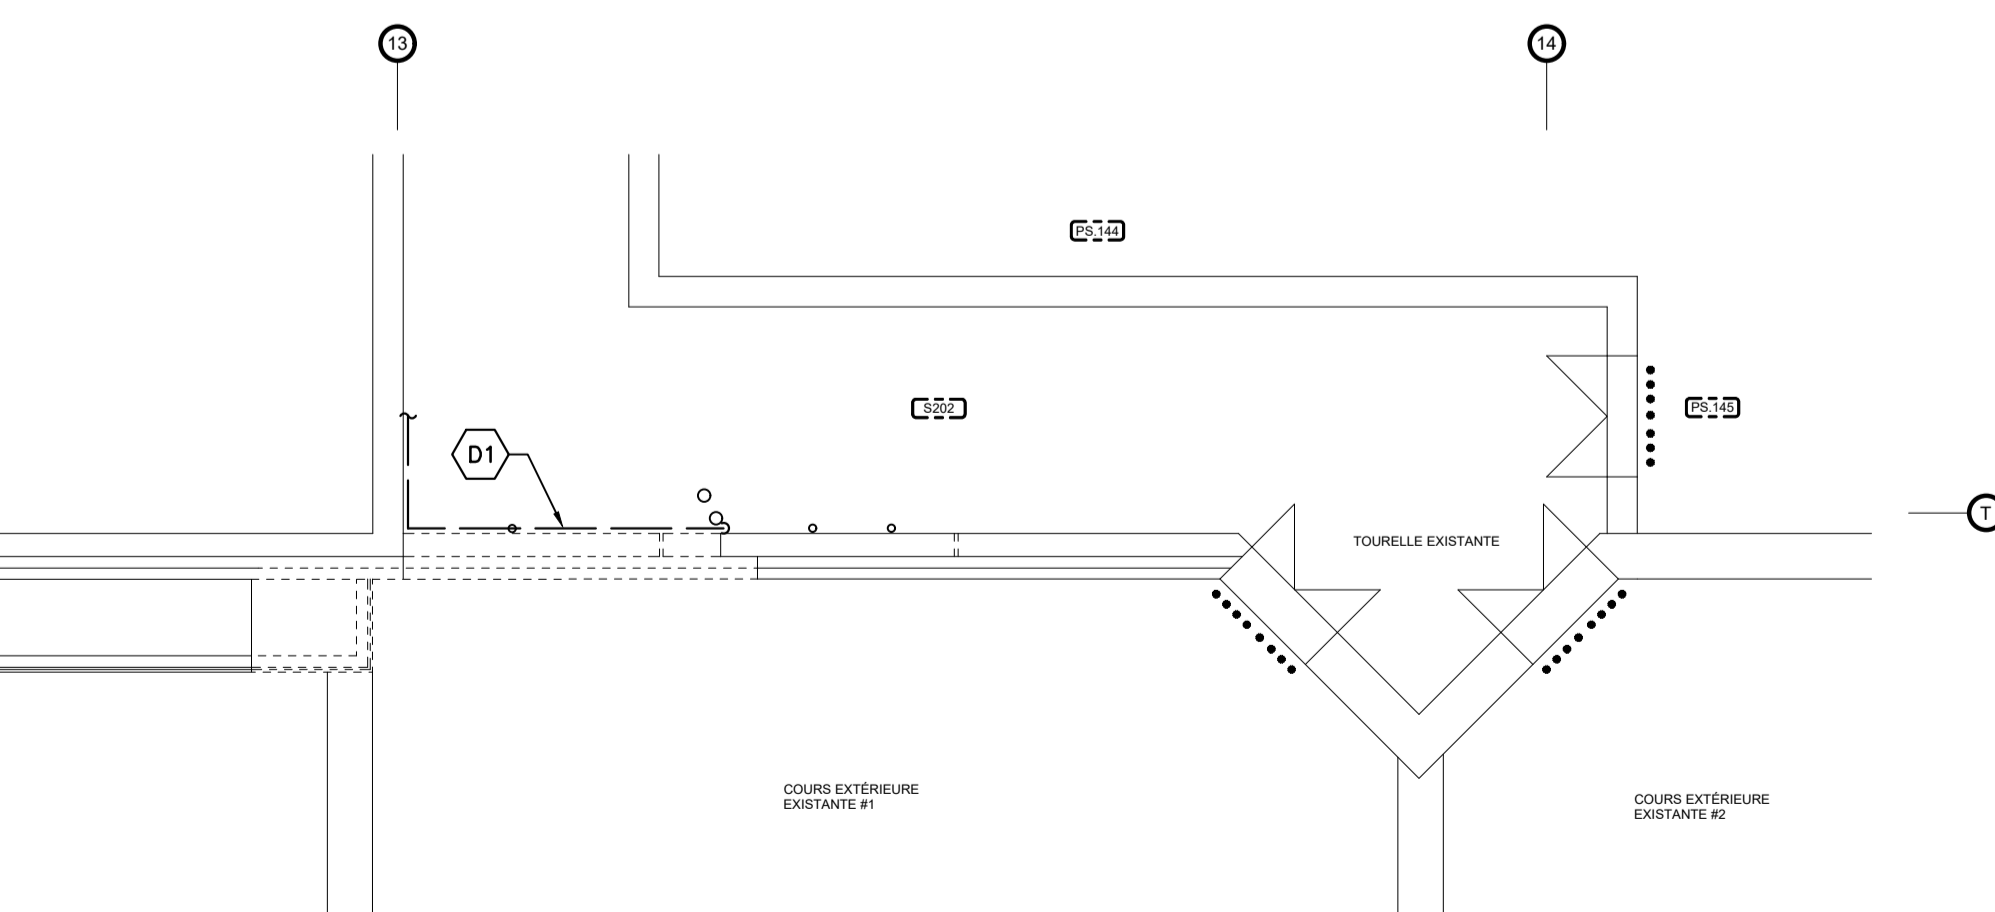 13
14
PS.144
S202
PS.145
D1
T
TOURELLE EXISTANTE
COURS EXTÉRIEURE
EXISTANTE #1
COURS EXTÉRIEURE
EXISTANTE #2